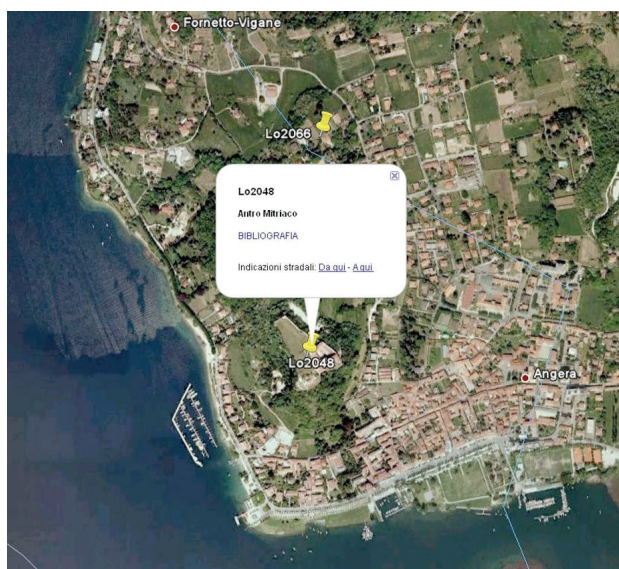 Fornetto-Vigane
Lo2066
Lo2048
Antro Mitriaco
BIBLIOGRAFIA
Indicazioni stradali: Da qui - A qui
Lo2048
Angera